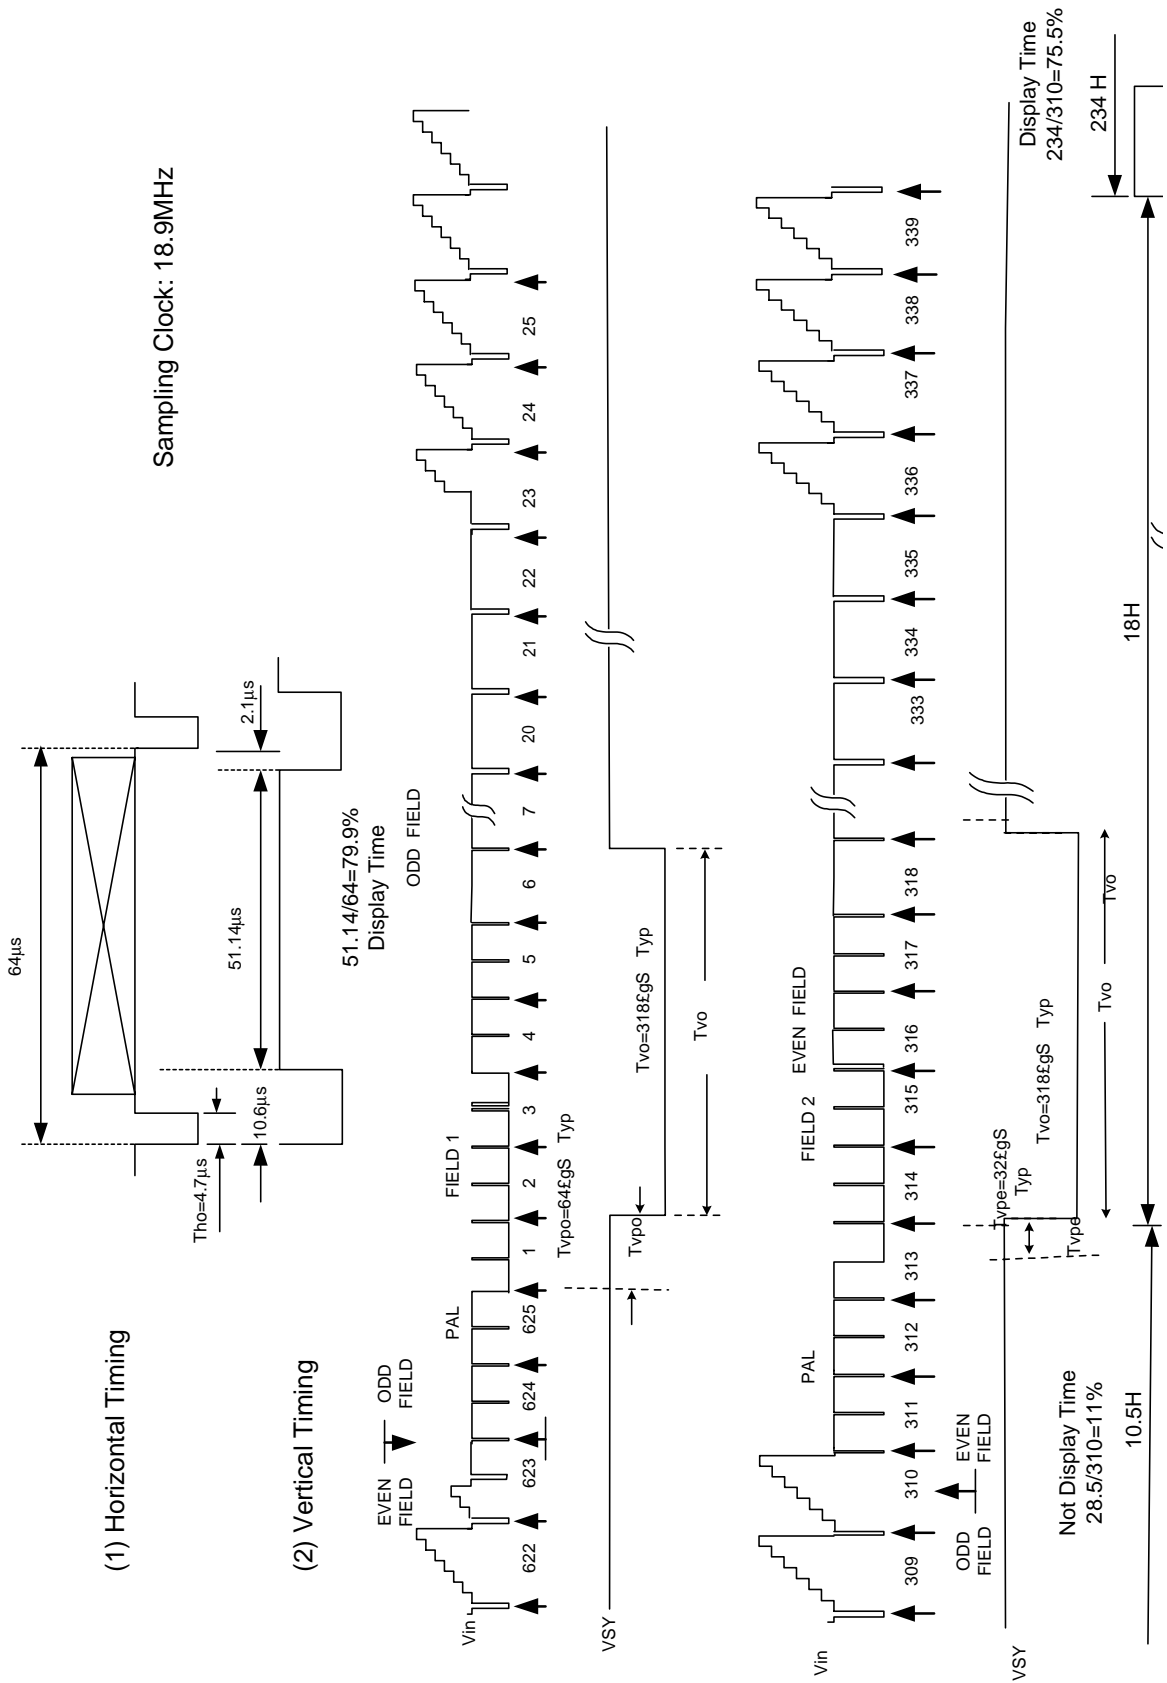 (1) Horizontal Timing
64μs
Tho=4.7μs
10.6μs
51.14μs
2.1μs
51.14/64=79.9%
Display Time
Sampling Clock: 18.9MHz
(2) Vertical Timing
EVEN
FIELD
ODD
FIELD
PAL
FIELD 1
ODD FIELD
Vin
622
623
624
625
1
2
3
4
5
6
7
20
21
22
23
24
25
Tvpo=64£gS Typ
VSY
Tvpo
Tvo=318£gS Typ
Tvo
PAL
FIELD 2
EVEN FIELD
Vin
309
310
311
312
313
314
315
316
317
318
333
334
335
336
337
338
339
ODD
FIELD
EVEN
FIELD
Tvpe=32£gS
Typ
VSY
Tvpe
Tvo=318£gS Typ
Tvo
Tvo
Display Time
234/310=75.5%
Not Display Time
28.5/310=11%
10.5H
18H
234 H